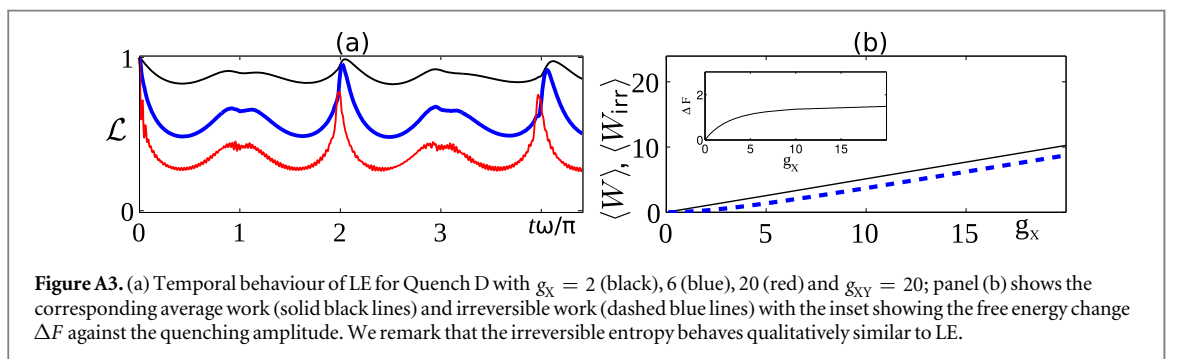 (a)
1
ℒ
0
0 1 2 3 tω/π
(b)
⟨W⟩, ⟨W_irr⟩
20
10
0
0 5 10 15 g_X
ΔF
2
0
0 5 10 15
g_X
Figure A3. (a) Temporal behaviour of LE for Quench D with g_X = 2 (black), 6 (blue), 20 (red) and g_XY = 20; panel (b) shows the
corresponding average work (solid black lines) and irreversible work (dashed blue lines) with the inset showing the free energy change
ΔF against the quenching amplitude. We remark that the irreversible entropy behaves qualitatively similar to LE.